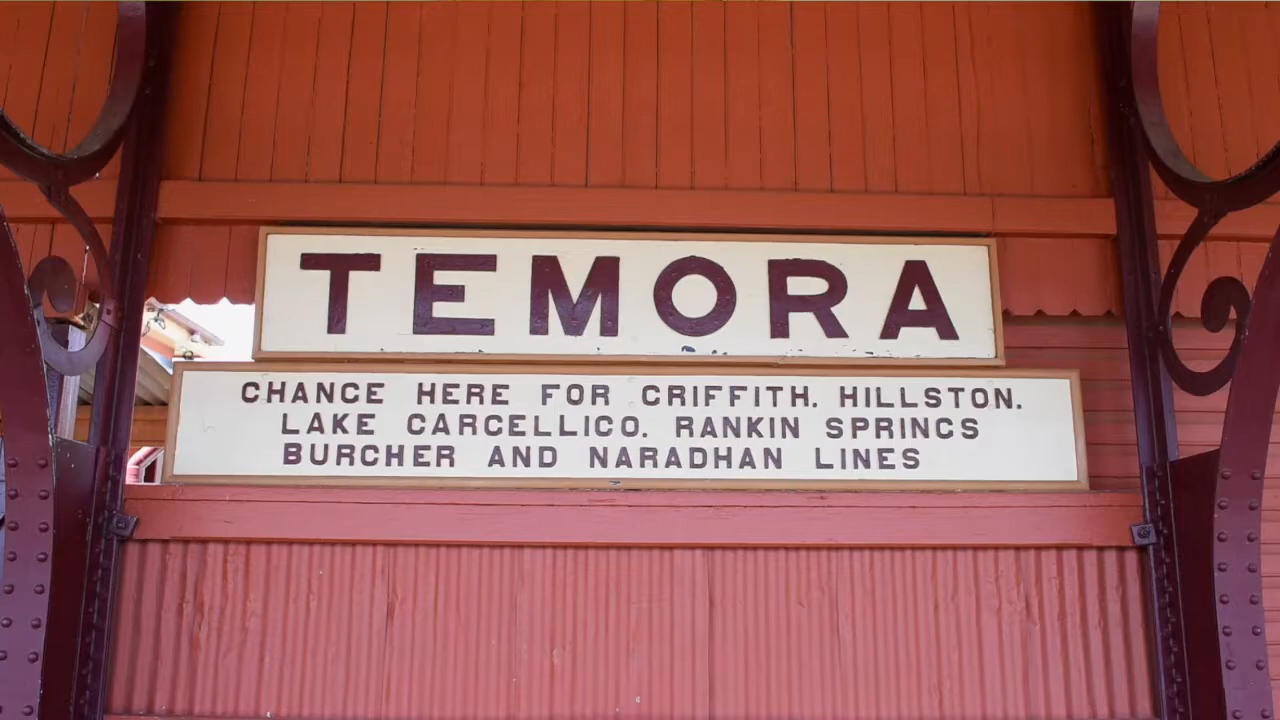 TEMORA
CHANCE HERE FOR CRIFFITH. HILLSTON.
LAKE CARCELLICO. RANKIN SPRINCS
BURCHER AND NARADHAN LINES